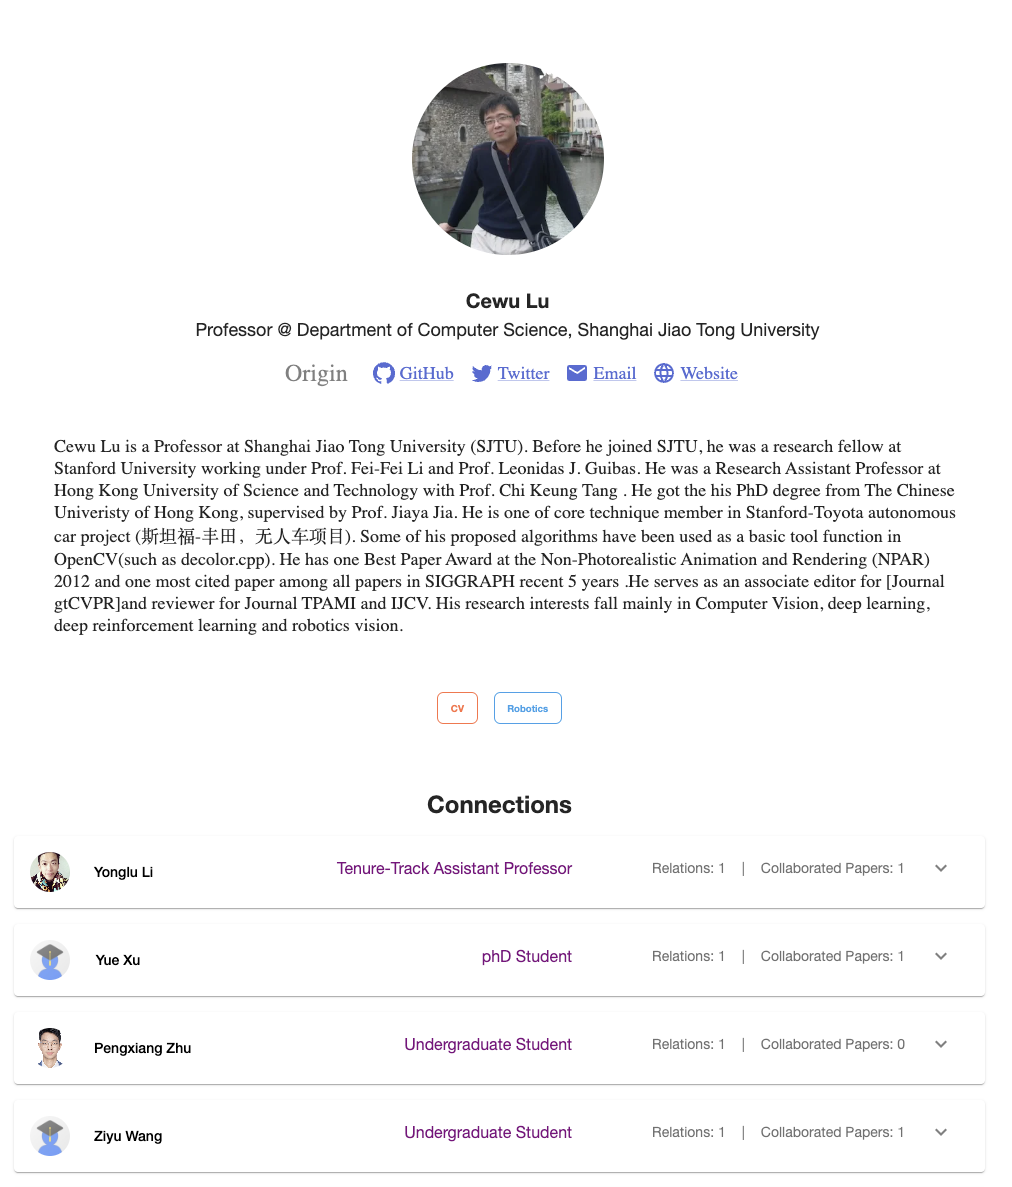 Cewu Lu
Professor @ Department of Computer Science, Shanghai Jiao Tong University
Origin GitHub Twitter Email Website
Cewu Lu is a Professor at Shanghai Jiao Tong University (SJTU). Before he joined SJTU, he was a research fellow at
Stanford University working under Prof. Fei-Fei Li and Prof. Leonidas J. Guibas. He was a Research Assistant Professor at
Hong Kong University of Science and Technology with Prof. Chi Keung Tang . He got the his PhD degree from The Chinese
Univeristy of Hong Kong, supervised by Prof. Jiaya Jia. He is one of core technique member in Stanford-Toyota autonomous
car project (斯坦福-丰田，无人车项目). Some of his proposed algorithms have been used as a basic tool function in
OpenCV(such as decolor.cpp). He has one Best Paper Award at the Non-Photorealistic Animation and Rendering (NPAR)
2012 and one most cited paper among all papers in SIGGRAPH recent 5 years .He serves as an associate editor for [Journal
gtCVPR]and reviewer for Journal TPAMI and IJCV. His research interests fall mainly in Computer Vision, deep learning,
deep reinforcement learning and robotics vision.
CV Robotics
Connections
Yonglu Li Tenure-Track Assistant Professor Relations: 1 | Collaborated Papers: 1
Yue Xu phD Student Relations: 1 | Collaborated Papers: 1
Pengxiang Zhu Undergraduate Student Relations: 1 | Collaborated Papers: 0
Ziyu Wang Undergraduate Student Relations: 1 | Collaborated Papers: 1